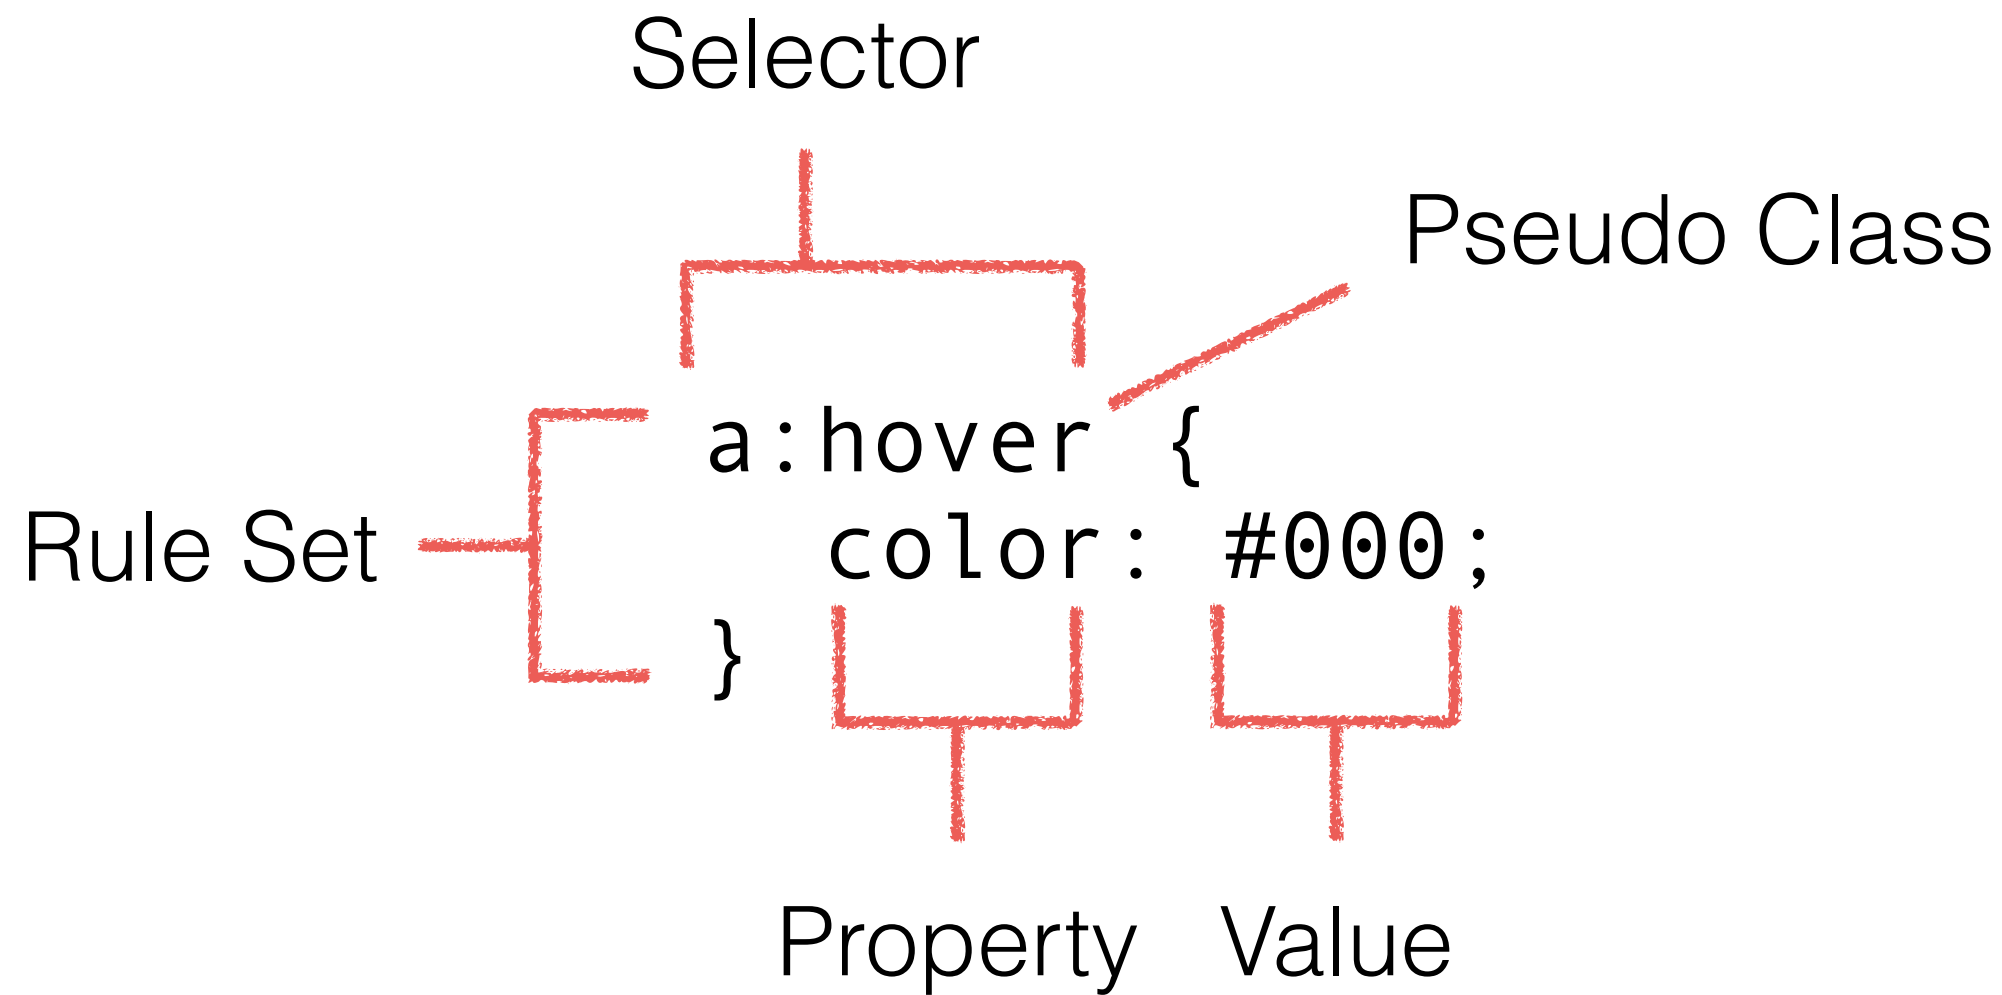 Selector
Pseudo Class
a:hover {
Rule Set
color: #000;
}
Property
Value